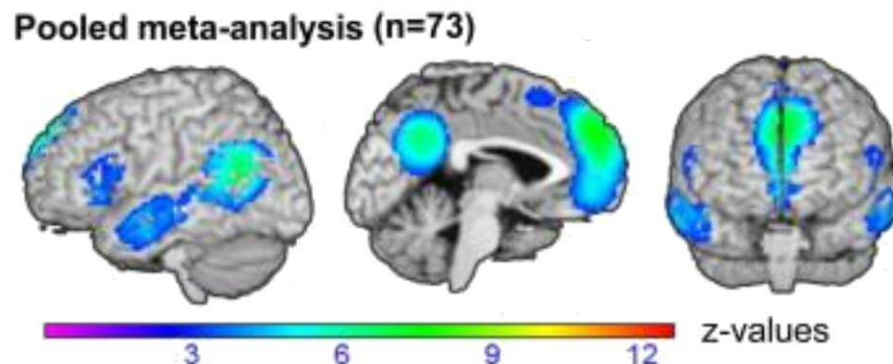 Pooled meta-analysis (n=73)
3 6 9 12 z-values